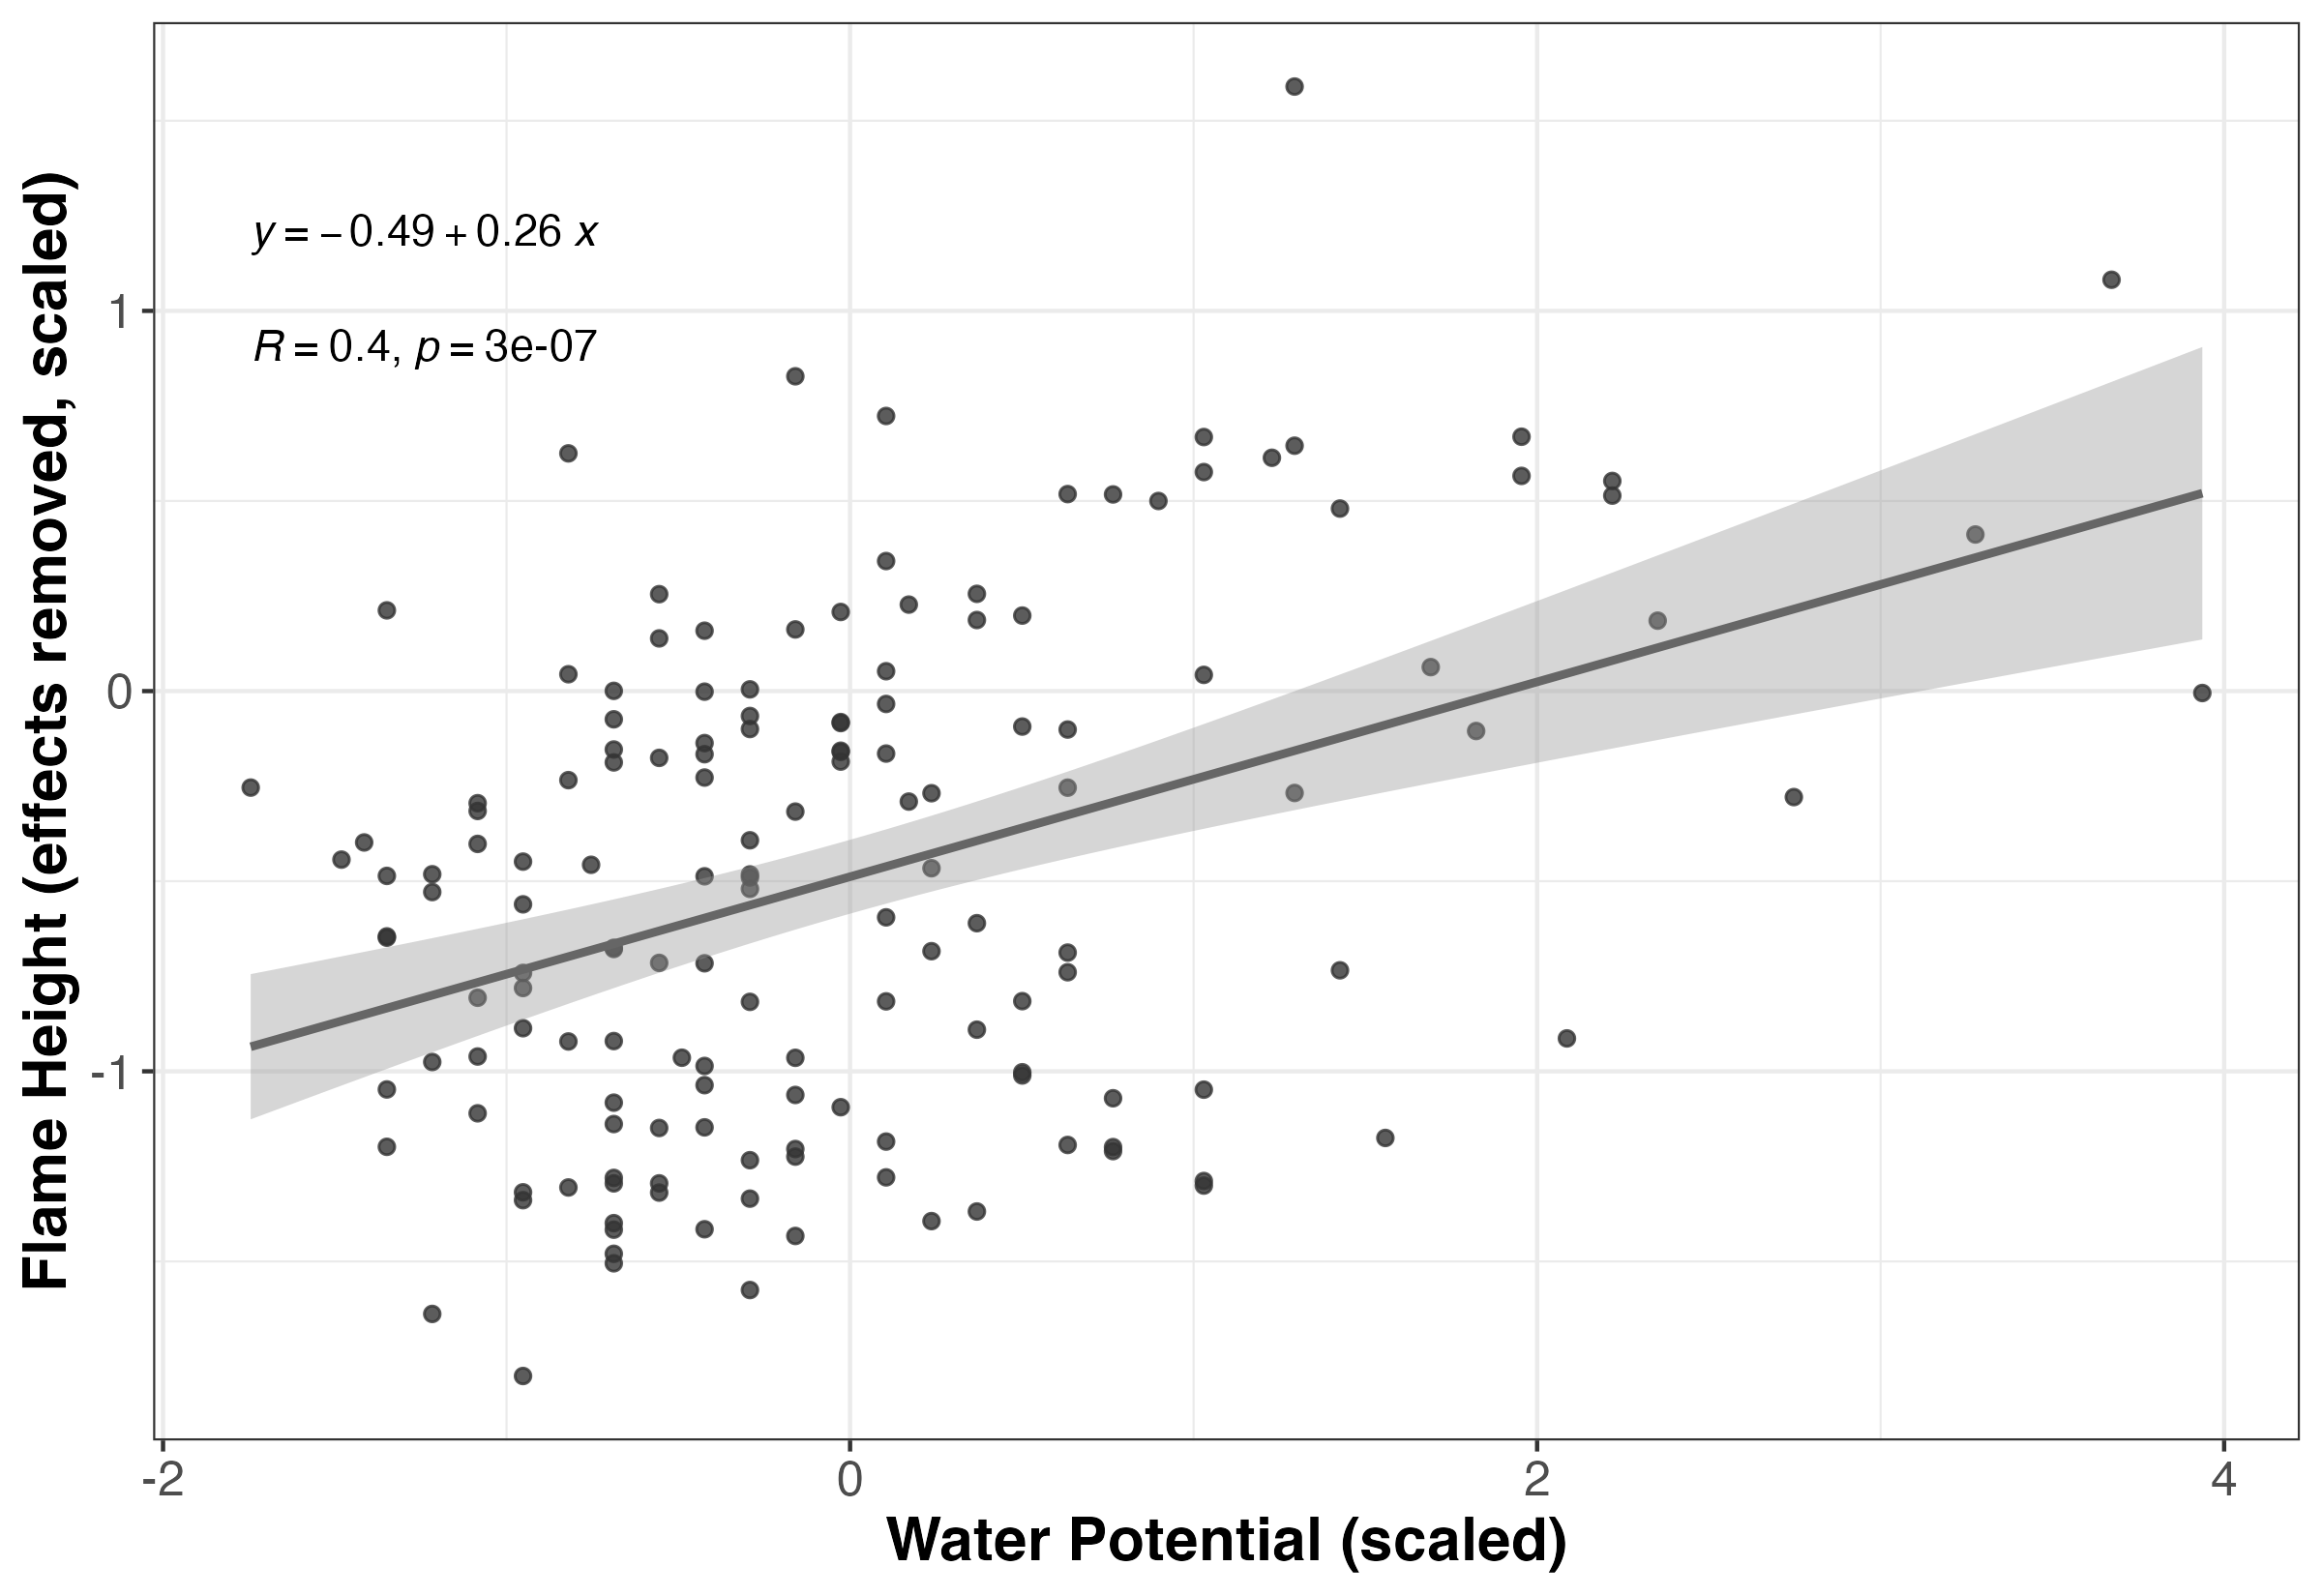 Flame Height (effects removed, scaled)
y = − 0.49 + 0.26 x
R = 0.4, p = 3e-07
1
0
-1
-2 0 2 4
Water Potential (scaled)